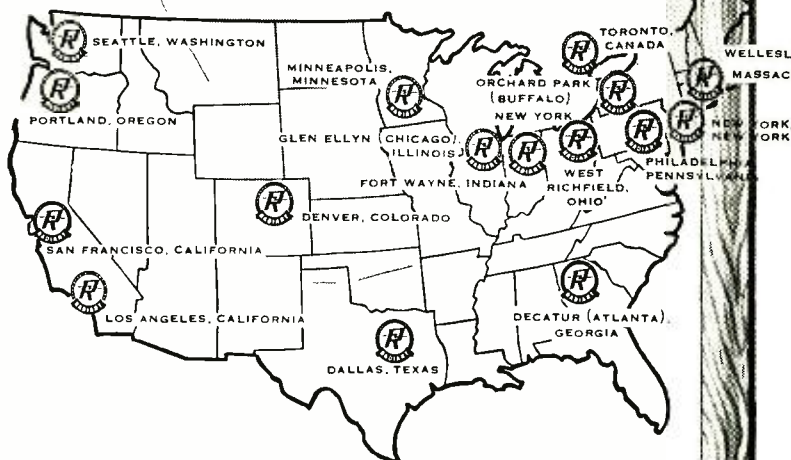 SEATTLE, WASHINGTON
PORTLAND, OREGON
SAN FRANCISCO, CALIFORNIA
LOS ANGELES, CALIFORNIA
DENVER, COLORADO
DALLAS, TEXAS
MINNEAPOLIS,
MINNESOTA
GLEN ELLYN (CHICAGO),
ILLINOIS
FORT WAYNE, INDIANA
ORCHARD PARK
(BUFFALO)
NEW YORK
WEST
RICHFIELD,
OHIO
TORONTO,
CANADA
WELLESL
MASSAC
NEW YORK
NEW YORK
PHILADELPHIA
PENNSYLVANIA
DECATUR (ATLANTA),
GEORGIA